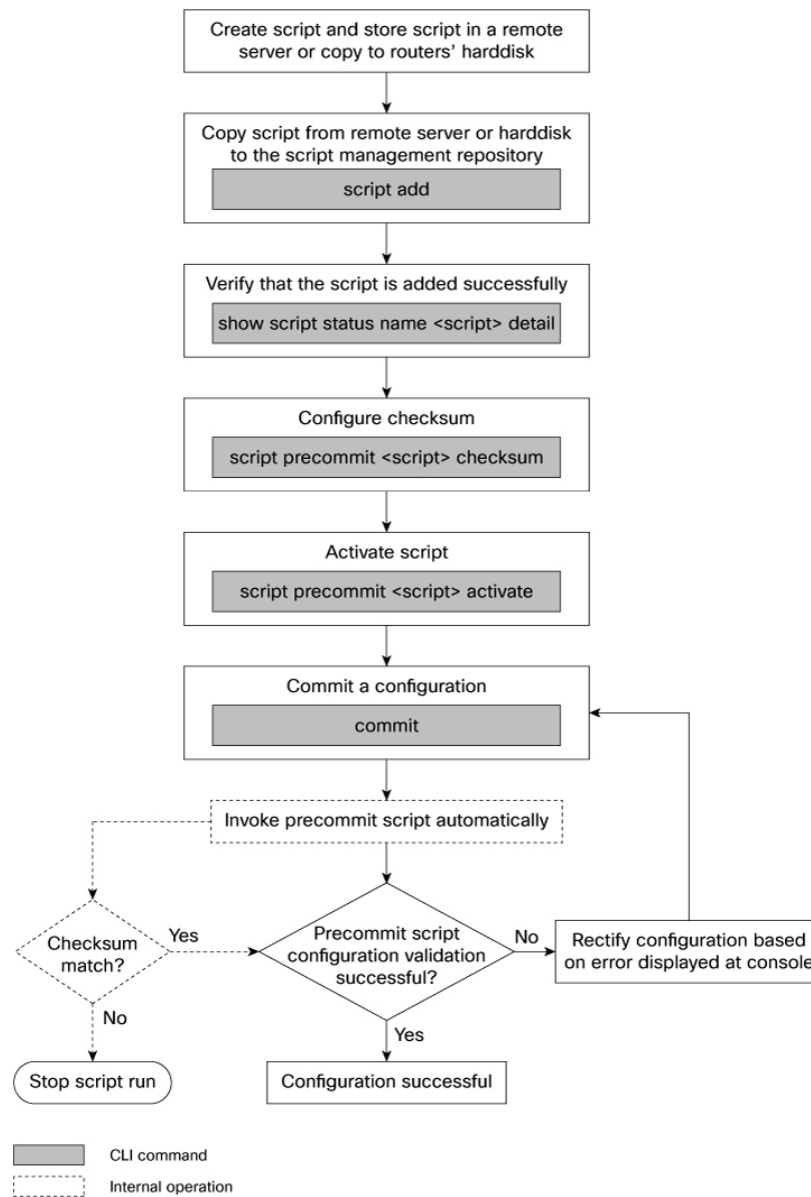 Create script and store script in a remote
server or copy to routers' harddisk
Copy script from remote server or harddisk
to the script management repository
script add
Verify that the script is added successfully
show script status name <script> detail
Configure checksum
script precommit <script> checksum
Activate script
script precommit <script> activate
Commit a configuration
commit
Invoke precommit script automatically
Checksum
match?
Yes
No
Stop script run
Precommit script
configuration validation
successful?
No
Yes
Rectify configuration based
on error displayed at console
Configuration successful
CLI command
Internal operation